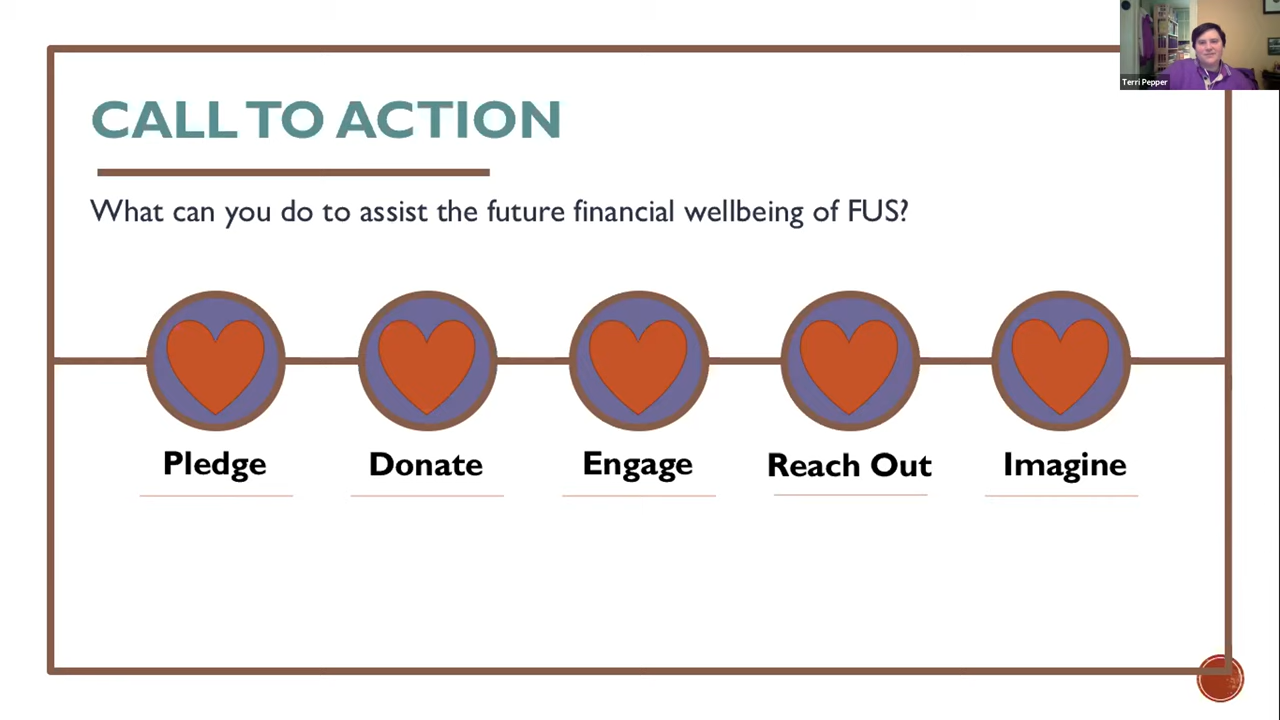 Terri Pepper
CALL TO ACTION
What can you do to assist the future financial wellbeing of FUS?
Pledge
Donate
Engage
Reach Out
Imagine